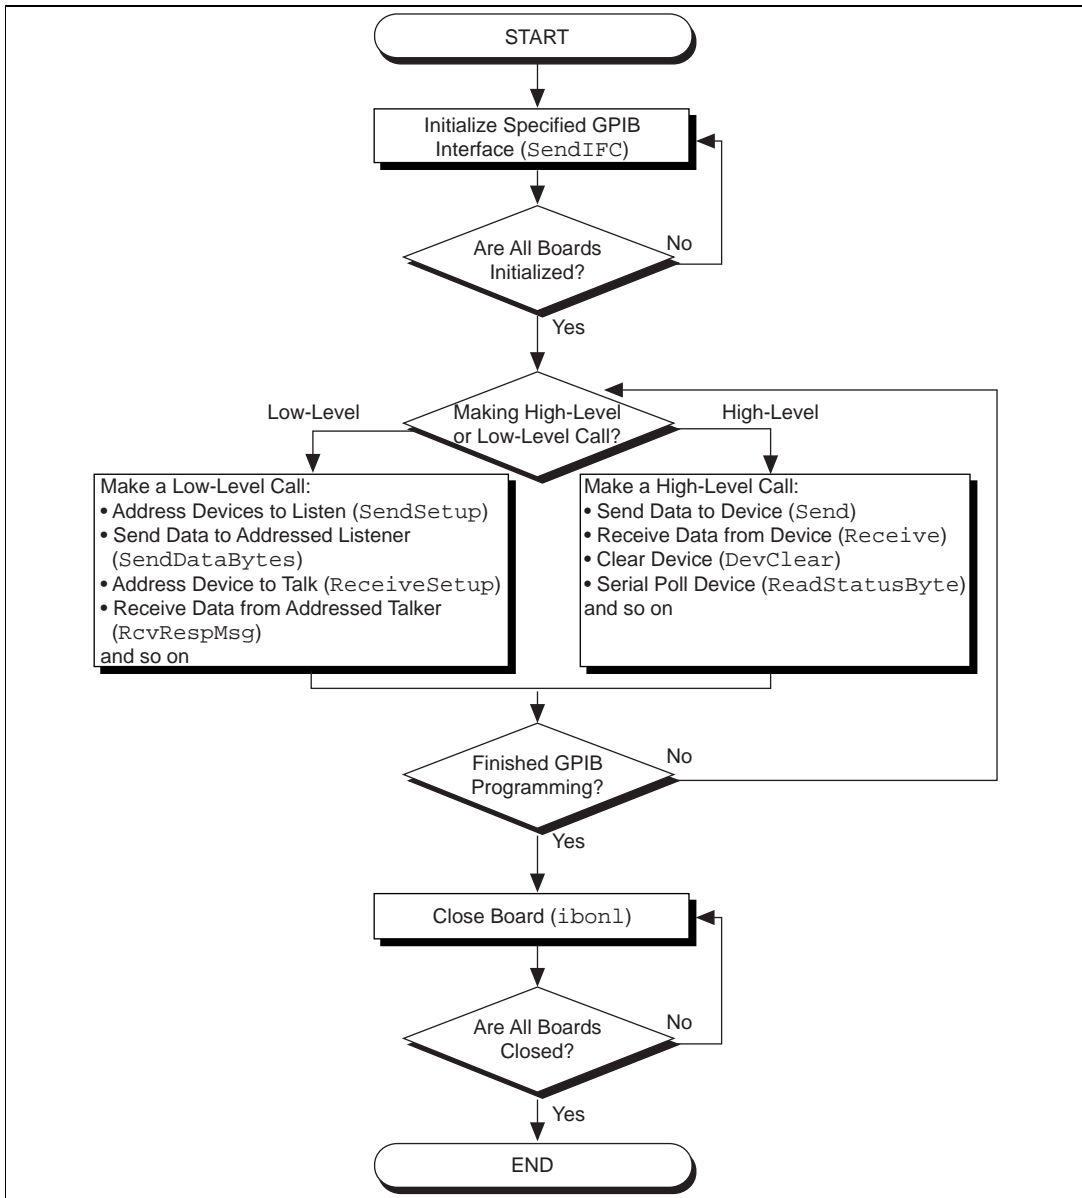 START
Initialize Specified GPIB
Interface (SendIFC)
No
Are All Boards
Initialized?
Yes
Low-Level
Making High-Level
or Low-Level Call?
High-Level
Make a Low-Level Call:
• Address Devices to Listen (SendSetup)
• Send Data to Addressed Listener
(SendDataBytes)
• Address Device to Talk (ReceiveSetup)
• Receive Data from Addressed Talker
(RcvRespMsg)
and so on
Make a High-Level Call:
• Send Data to Device (Send)
• Receive Data from Device (Receive)
• Clear Device (DevClear)
• Serial Poll Device (ReadStatusByte)
and so on
Finished GPIB
Programming?
No
Yes
Close Board (ibonl)
Are All Boards
Closed?
No
Yes
END